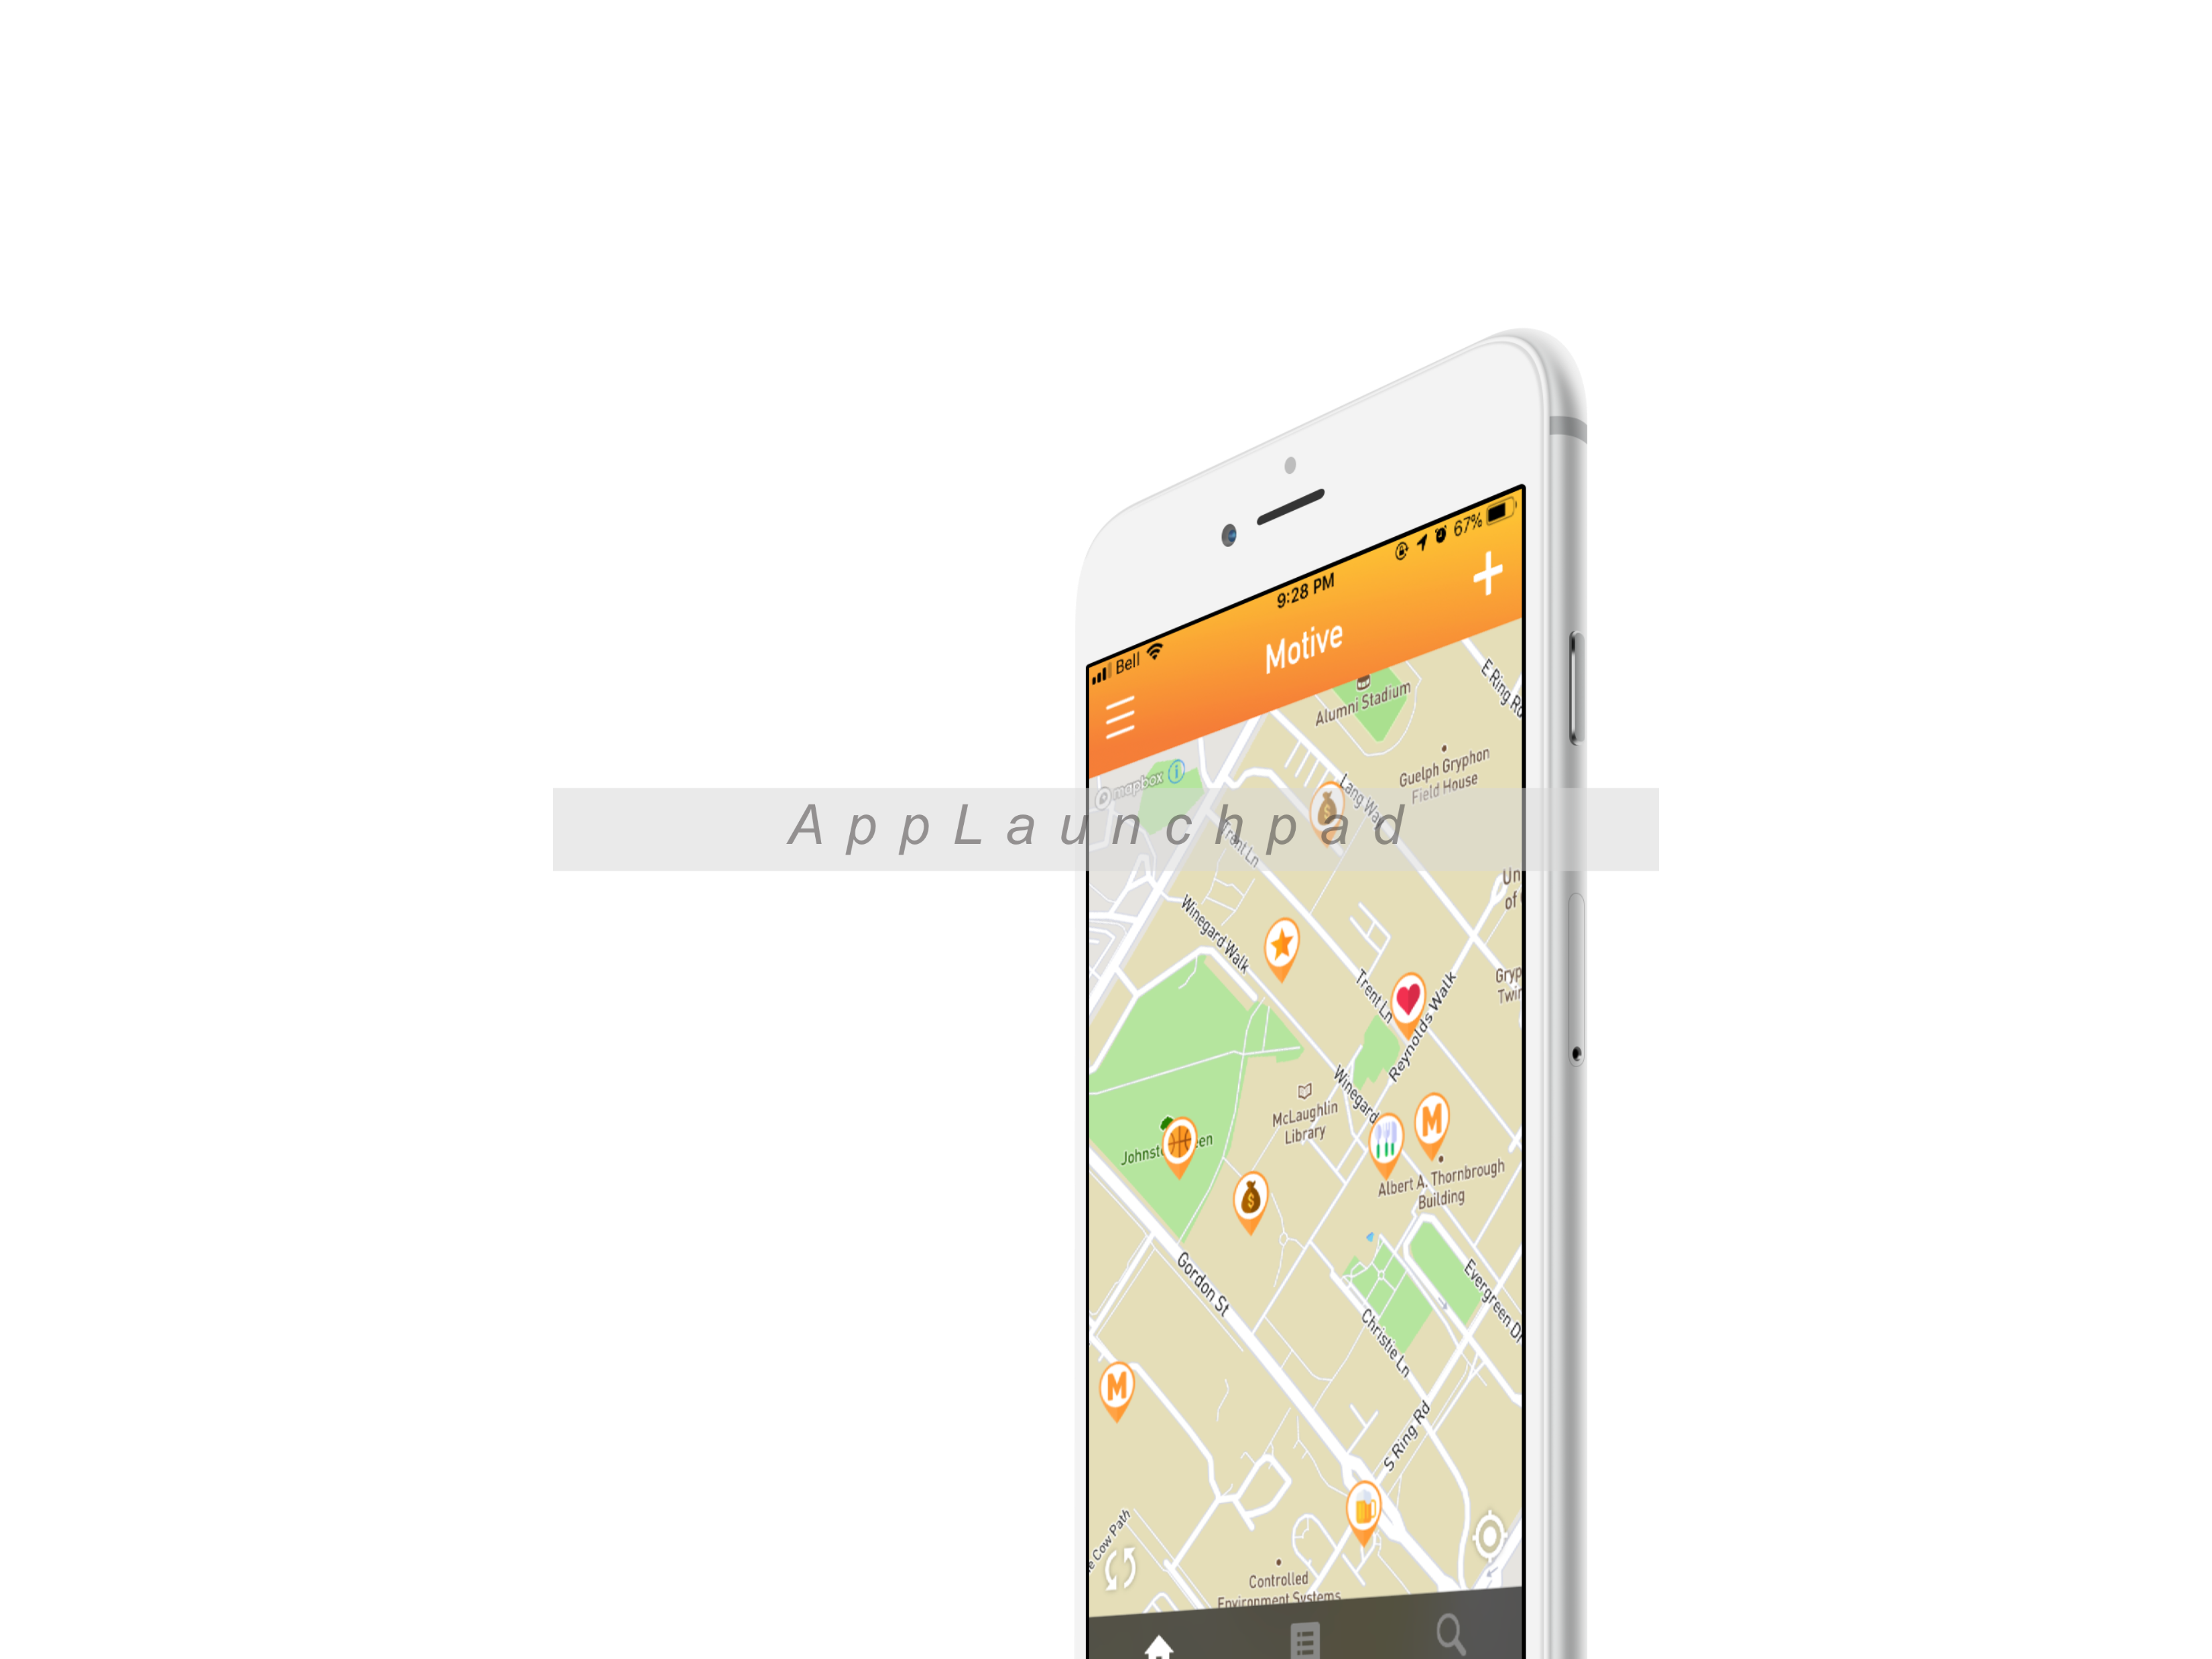 Bell
9:28 PM
67%
Motive
Alumni Stadium
E Ring Rd
mapbox
Guelph Gryphon
Field House
Lang Way
AppLaunchpad
Trent Ln
Un
of
Winegard Walk
Trent Ln
Reynolds Walk
Gryp
Twin
Winegard
McLaughlin
Library
M
Johnst
een
Albert A. Thornbrough
Building
Gordon St
Evergreen Dr
Christie Ln
M
S Ring Rd
e Cow Path
Controlled
Environment Systems